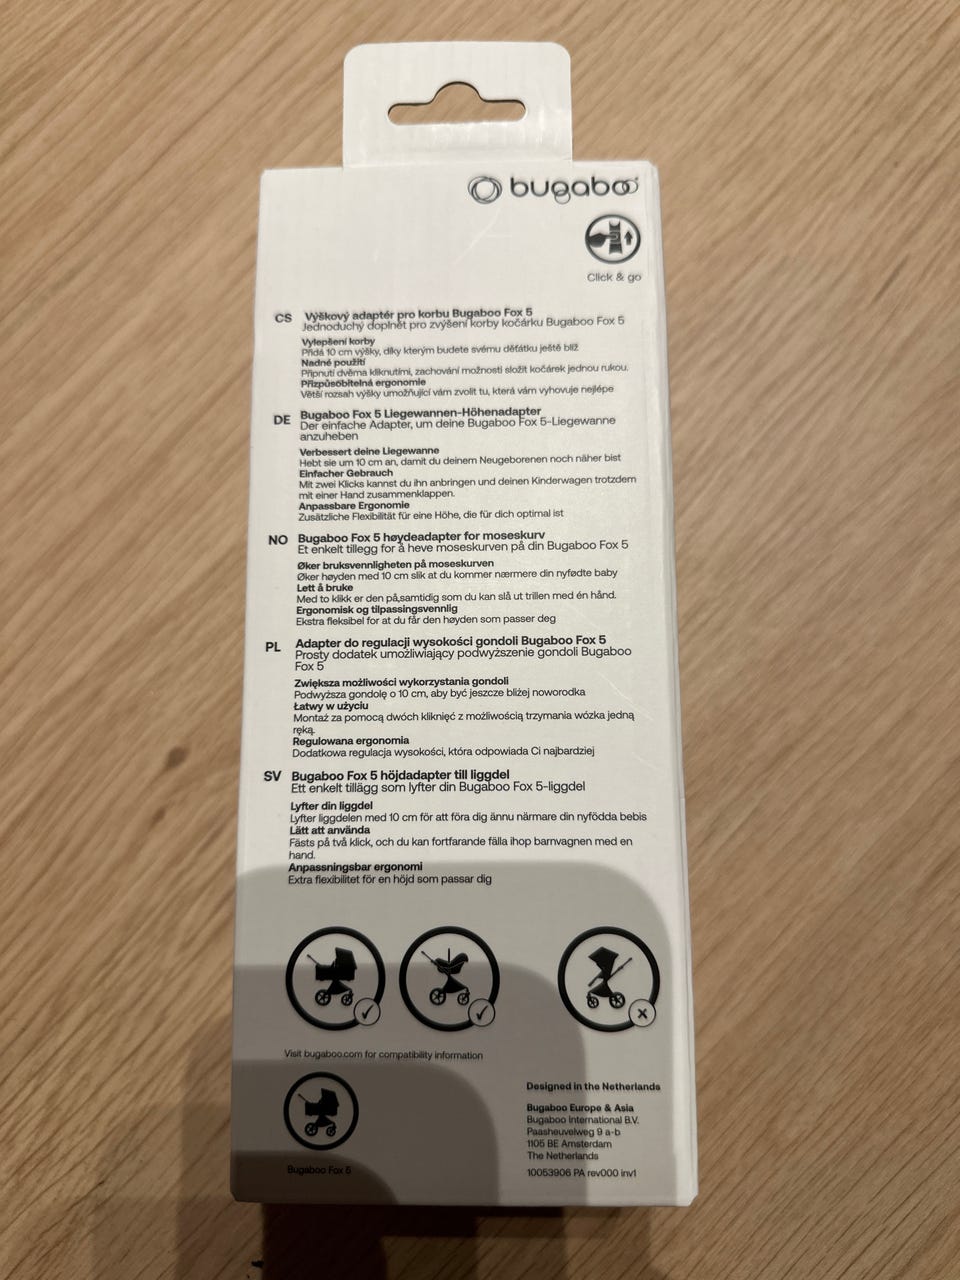 bugaboo
Click & go
CS Výškový adaptér pro korbu Bugaboo Fox 5
Jednoduchý doplnět pro zvýšení korby kočárku Bugaboo Fox 5
Vylepšení korby
Přidá 10 cm výšky, díky kterým budete svému děťátku ještě blíž
Nadné použití
Připnutí dvěma kliknutími, zachování možnosti složit kočárek jednou rukou.
Přizpůsobitelná ergonomie
Větší rozsah výšky umožňující vám zvolit tu, která vám vyhovuje nejlépe
DE Bugaboo Fox 5 Liegewannen-Höhenadapter
Der einfache Adapter, um deine Bugaboo Fox 5-Liegewanne
anzuheben
Verbessert deine Liegewanne
Hebt sie um 10 cm an, damit du deinem Neugeborenen noch näher bist
Einfacher Gebrauch
Mit zwei Klicks kannst du ihn anbringen und deinen Kinderwagen trotzdem
mit einer Hand zusammenklappen.
Anpassbare Ergonomie
Zusätzliche Flexibilität für eine Höhe, die für dich optimal ist
NO Bugaboo Fox 5 høydeadapter for moseskurv
Et enkelt tillegg for å heve moseskurven på din Bugaboo Fox 5
Øker bruksvennligheten på moseskurven
Øker høyden med 10 cm slik at du kommer nærmere din nyfødte baby
Lett å bruke
Med to klikk er den på,samtidig som du kan slå ut trillen med én hånd.
Ergonomisk og tilpassingsvennlig
Ekstra fleksibel for at du får den høyden som passer deg
PL Adapter do regulacji wysokości gondoli Bugaboo Fox 5
Prosty dodatek umożliwiający podwyższenie gondoli Bugaboo
Fox 5
Zwiększa możliwości wykorzystania gondoli
Podwyższa gondolę o 10 cm, aby być jeszcze bliżej noworodka
Łatwy w użyciu
Montaż za pomocą dwóch kliknięć z możliwością trzymania wózka jedną
ręką.
Regulowana ergonomia
Dodatkowa regulacja wysokości, która odpowiada Ci najbardziej
SV Bugaboo Fox 5 höjdadapter till liggdel
Ett enkelt tillägg som lyfter din Bugaboo Fox 5-liggdel
Lyfter din liggdel
Lyfter liggdelen med 10 cm för att föra dig ännu närmare din nyfödda bebis
Lätt att använda
Fästs på två klick, och du kan fortfarande fälla ihop barnvagnen med en
hand.
Anpassningsbar ergonomi
Extra flexibilitet för en höjd som passar dig
Visit bugaboo.com for compatibility information
Bugaboo Fox 5
Designed in the Netherlands
Bugaboo Europe & Asia
Bugaboo International B.V.
Paasheuvelweg 9 a-b
1105 BE Amsterdam
The Netherlands
10053906 PA rev000 inv1